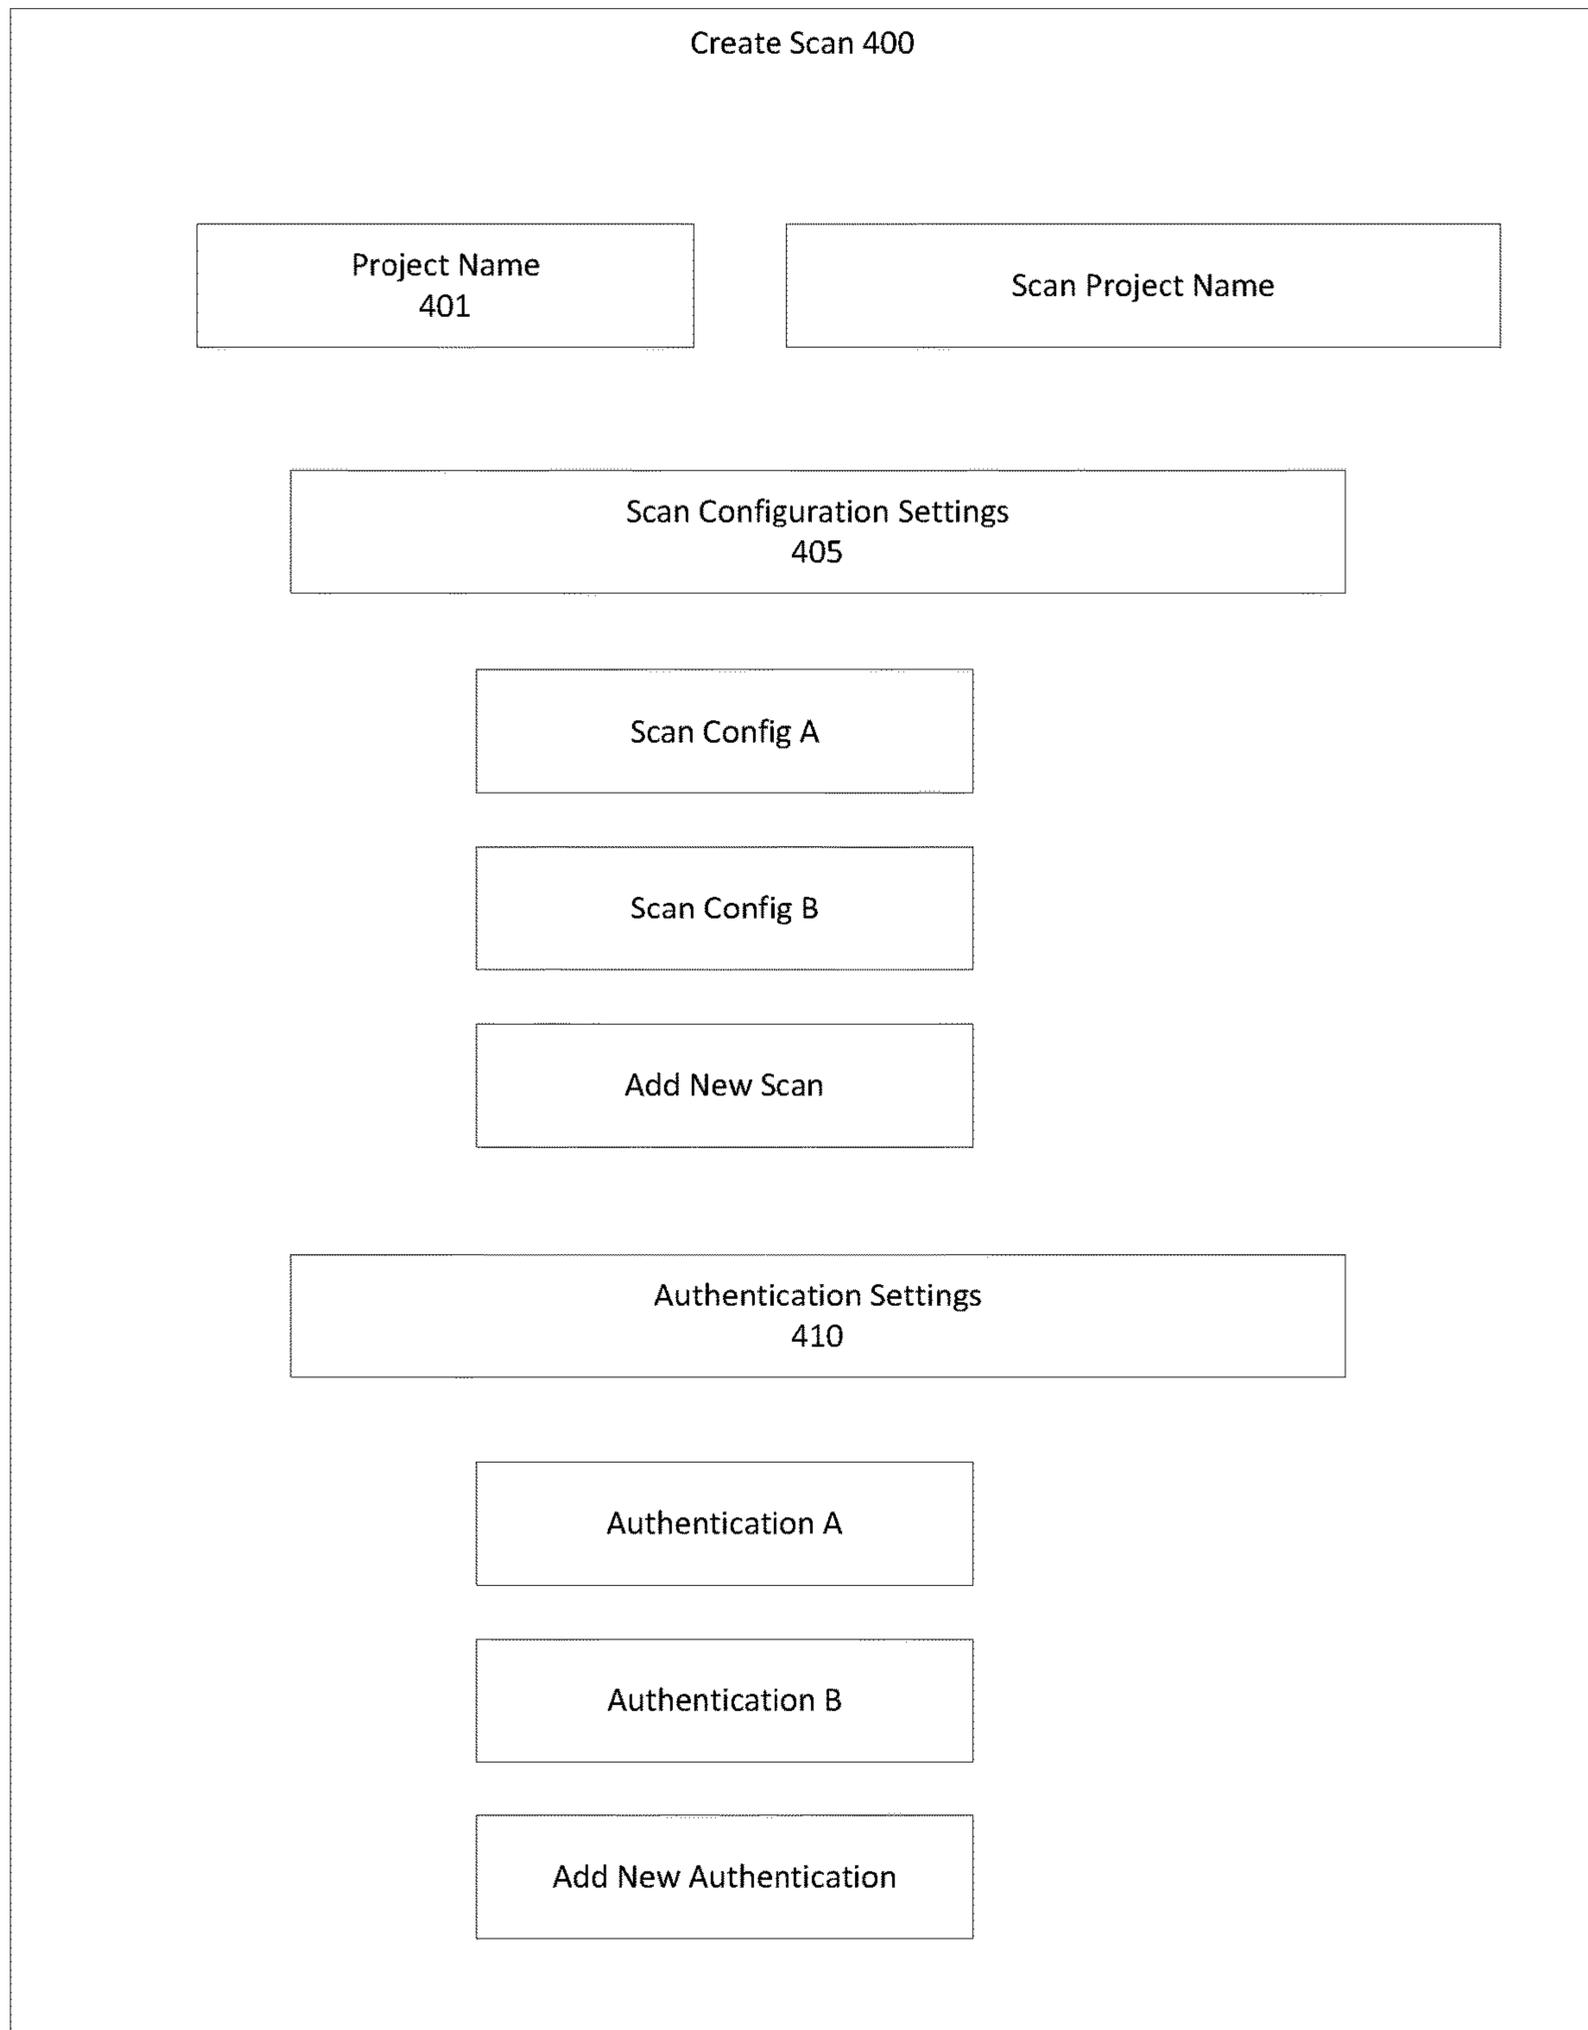 Create Scan 400
Project Name
401
Scan Project Name
Scan Configuration Settings
405
Scan Config A
Scan Config B
Add New Scan
Authentication Settings
410
Authentication A
Authentication B
Add New Authentication